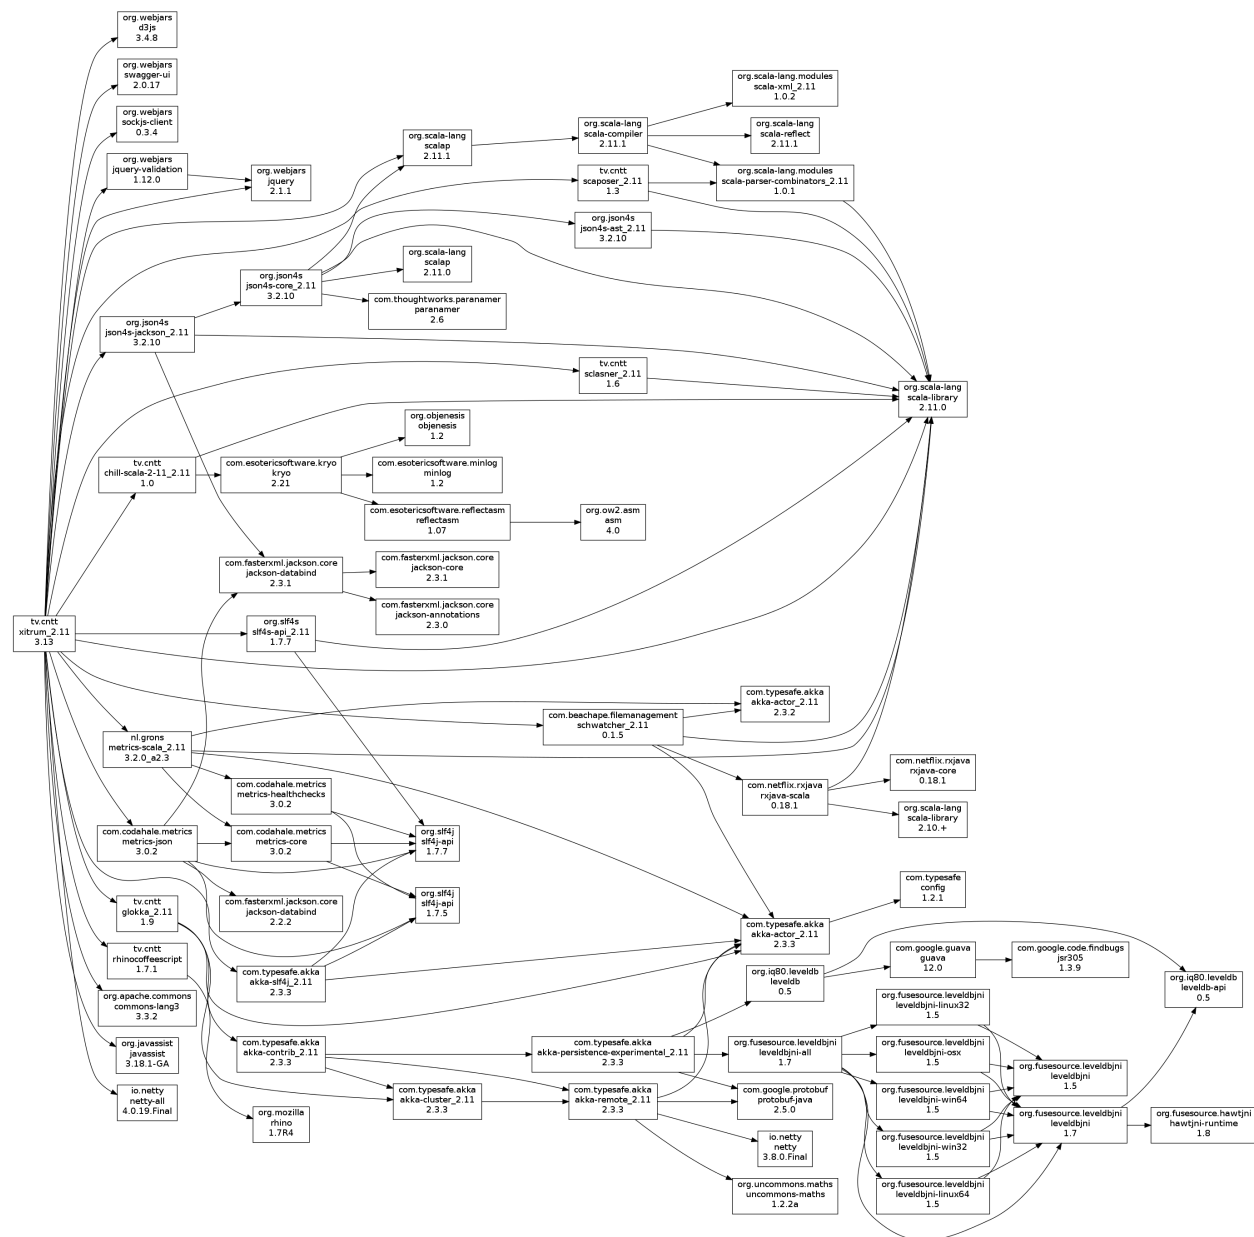 org.webjars
d3js
3.4.8
org.webjars
swagger-ui
2.0.17
org.webjars
sockjs-client
0.3.4
org.webjars
jquery-validation
1.12.0
org.webjars
jquery
2.1.1
org.scala-lang
scalap
2.11.1
org.scala-lang
scala-compiler
2.11.1
org.scala-lang.modules
scala-xml_2.11
1.0.2
org.scala-lang
scala-reflect
2.11.1
tv.cntt
scaposer_2.11
1.3
org.scala-lang.modules
scala-parser-combinators_2.11
1.0.1
org.json4s
json4s-ast_2.11
3.2.10
org.scala-lang
scalap
2.11.0
org.json4s
json4s-core_2.11
3.2.10
com.thoughtworks.paranamer
paranamer
2.6
org.json4s
json4s-jackson_2.11
3.2.10
tv.cntt
sclasner_2.11
1.6
org.scala-lang
scala-library
2.11.0
org.objenesis
objenesis
1.2
tv.cntt
chill-scala-2-11_2.11
1.0
com.esotericsoftware.kryo
kryo
2.21
com.esotericsoftware.minlog
minlog
1.2
com.esotericsoftware.reflectasm
reflectasm
1.07
org.ow2.asm
asm
4.0
com.fasterxml.jackson.core
jackson-databind
2.3.1
com.fasterxml.jackson.core
jackson-core
2.3.1
com.fasterxml.jackson.core
jackson-annotations
2.3.0
tv.cntt
xitrum_2.11
3.13
org.slf4s
slf4s-api_2.11
1.7.7
com.typesafe.akka
akka-actor_2.11
2.3.2
com.beachape.filemanagement
schwatcher_2.11
0.1.5
nl.grons
metrics-scala_2.11
3.2.0_a2.3
com.netflix.rxjava
rxjava-core
0.18.1
com.netflix.rxjava
rxjava-scala
0.18.1
com.codahale.metrics
metrics-healthchecks
3.0.2
org.scala-lang
scala-library
2.10.+
com.codahale.metrics
metrics-json
3.0.2
com.codahale.metrics
metrics-core
3.0.2
org.slf4j
slf4j-api
1.7.7
com.typesafe
config
1.2.1
org.slf4j
slf4j-api
1.7.5
tv.cntt
glokka_2.11
1.9
com.fasterxml.jackson.core
jackson-databind
2.2.2
com.typesafe.akka
akka-actor_2.11
2.3.3
tv.cntt
rhinocoffeescript
1.7.1
com.google.guava
guava
12.0
com.google.code.findbugs
jsr305
1.3.9
com.typesafe.akka
akka-slf4j_2.11
2.3.3
org.iq80.leveldb
leveldb
0.5
org.iq80.leveldb
leveldb-api
0.5
org.apache.commons
commons-lang3
3.3.2
org.fusesource.leveldbjni
leveldbjni-linux32
1.5
org.javassist
javassist
3.18.1-GA
com.typesafe.akka
akka-contrib_2.11
2.3.3
com.typesafe.akka
akka-persistence-experimental_2.11
2.3.3
org.fusesource.leveldbjni
leveldbjni-all
1.7
org.fusesource.leveldbjni
leveldbjni-osx
1.5
org.fusesource.leveldbjni
leveldbjni
1.5
io.netty
netty-all
4.0.19.Final
com.typesafe.akka
akka-cluster_2.11
2.3.3
com.typesafe.akka
akka-remote_2.11
2.3.3
com.google.protobuf
protobuf-java
2.5.0
org.fusesource.leveldbjni
leveldbjni-win64
1.5
org.mozilla
rhino
1.7R4
org.fusesource.leveldbjni
leveldbjni
1.7
org.fusesource.hawtjni
hawtjni-runtime
1.8
io.netty
netty
3.8.0.Final
org.fusesource.leveldbjni
leveldbjni-win32
1.5
org.uncommons.maths
uncommons-maths
1.2.2a
org.fusesource.leveldbjni
leveldbjni-linux64
1.5